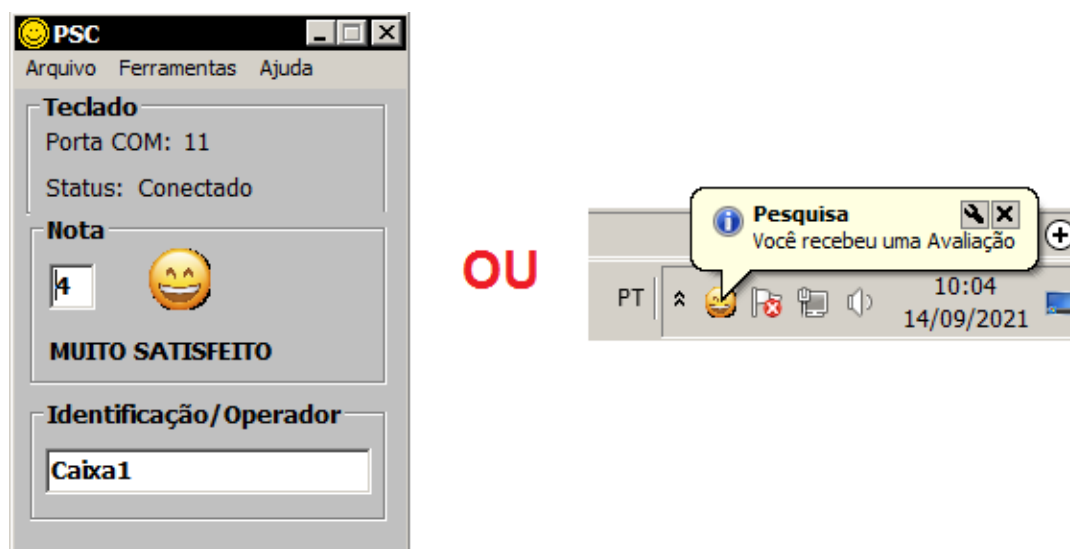 PSC
Arquivo Ferramentas Ajuda
Teclado
Porta COM: 11
Status: Conectado
Nota
4
MUITO SATISFEITO
Identificação/Operador
Caixa1
OU
Pesquisa
Você recebeu uma Avaliação
PT
10:04
14/09/2021